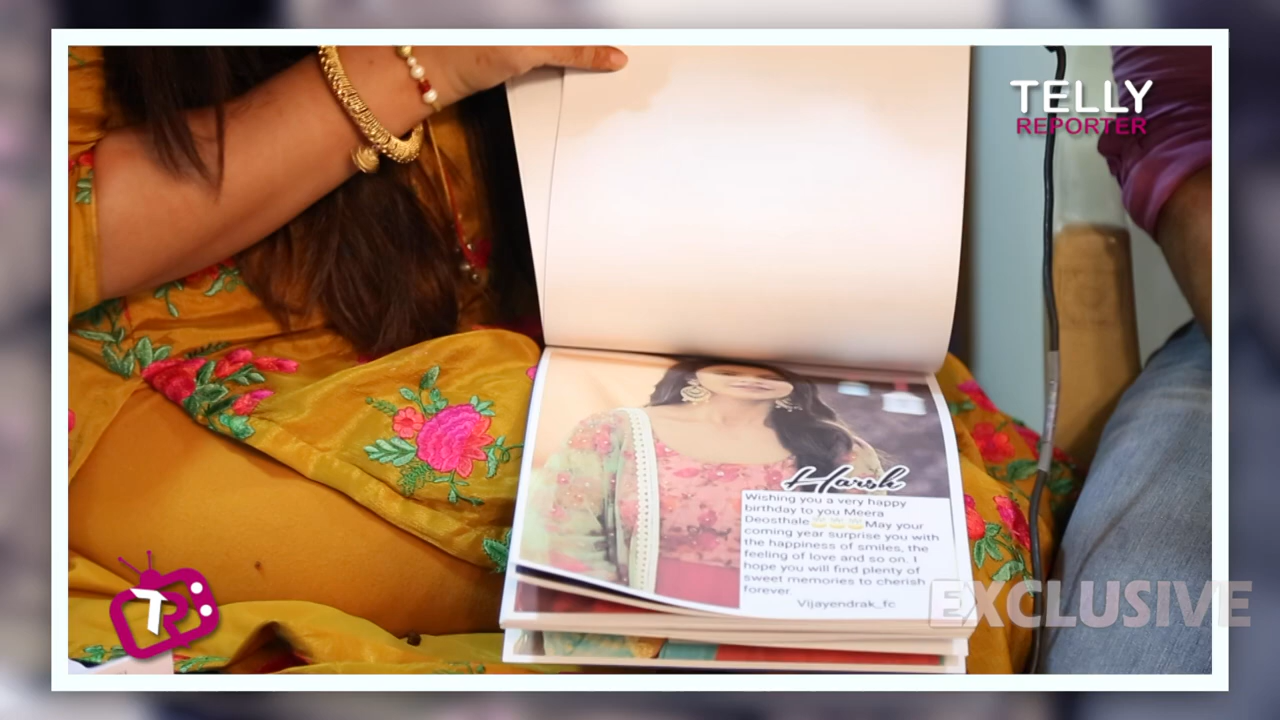 TELLY
REPORTER
Harsh
Wishing you a very happy
birthday to you Meera
Deosthale👑👑👑May your
coming year surprise you with
the happiness of smiles, the
feeling of love and so on. I
hope you will find plenty of
sweet memories to cherish
forever.
Vijayendrak_fc
EXCLUSIVE
TR